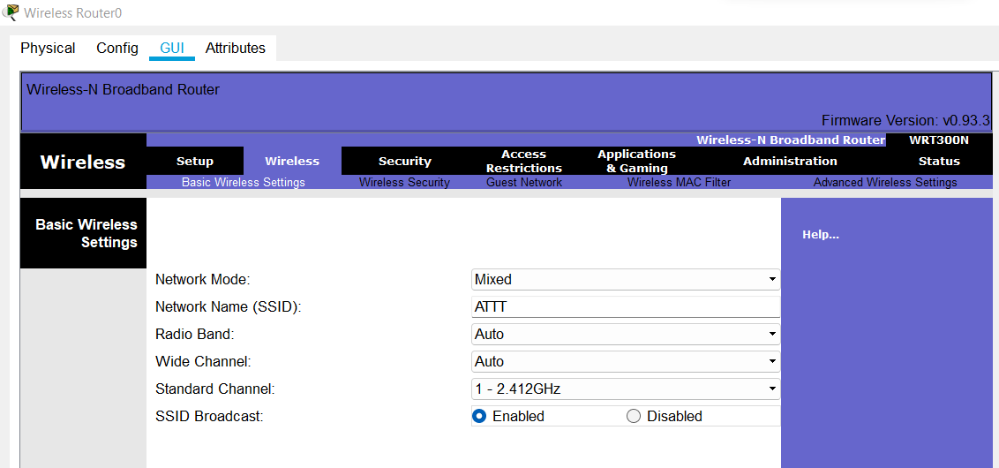 Wireless Router0
Physical Config GUI Attributes
Wireless-N Broadband Router
Firmware Version: v0.93.3
Wireless-N Broadband Router WRT300N
Wireless Setup Wireless Security Access Restrictions Applications & Gaming Administration Status
Basic Wireless Settings Wireless Security Guest Network Wireless MAC Filter Advanced Wireless Settings
Basic Wireless
Settings
Help...
Network Mode: Mixed
Network Name (SSID): ATTT
Radio Band: Auto
Wide Channel: Auto
Standard Channel: 1 - 2.412GHz
SSID Broadcast: Enabled Disabled